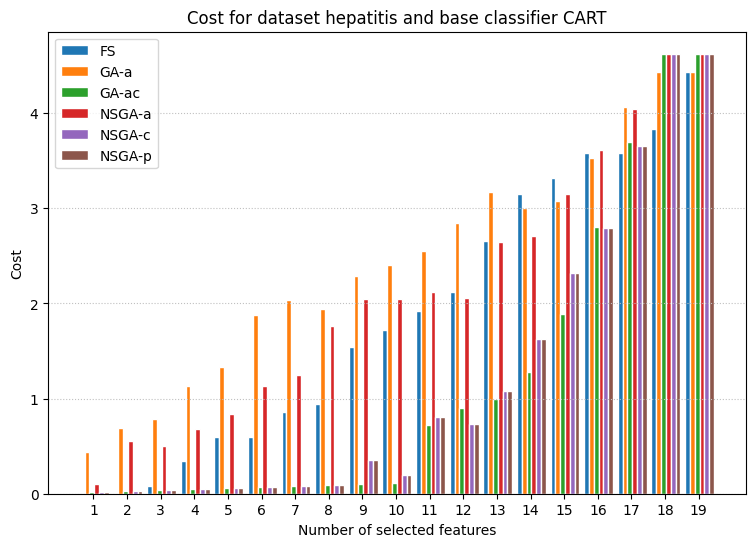 Cost for dataset hepatitis and base classifier CART
FS
GA-a
GA-ac
NSGA-a
NSGA-c
NSGA-p
4
3
2
1
0
Cost
1 2 3 4 5 6 7 8 9 10 11 12 13 14 15 16 17 18 19
Number of selected features